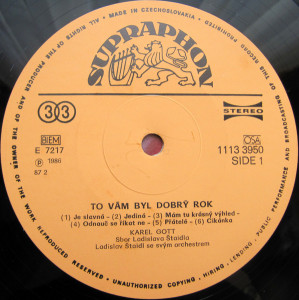 MADE IN CZECHOSLOVAKIA
ALL RIGHTS OF THE PRODUCER AND OF THE OWNER OF THE WORK REPRODUCED RESERVED - UNAUTHORIZED COPYING - HIRING - LENDING - PUBLIC PERFORMANCE AND BROADCASTING OF THIS RECORD PROHIBITED
SUPRAPHON
33
STEREO
BIEM
E 7217
℗ 1986
87 2
OSA
1113 3950
SIDE 1
TO VÁM BYL DOBRÝ ROK
(1) Je slavná - (2) Jediná - (3) Mám tu krásný výhled -
(4) Odnauč se říkat ne - (5) Přátelé - (6) Cikánka
KAREL GOTT
Sbor Ladislava Štaidla
Ladislav Štaidl se svým orchestrem